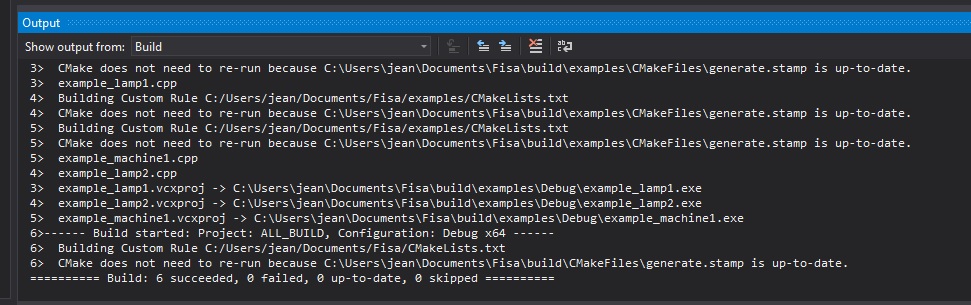 Output
Show output from: Build
3>  CMake does not need to re-run because C:\Users\jean\Documents\Fisa\build\examples\CMakeFiles\generate.stamp is up-to-date.
3>  example_lamp1.cpp
4>  Building Custom Rule C:/Users/jean/Documents/Fisa/examples/CMakeLists.txt
4>  CMake does not need to re-run because C:\Users\jean\Documents\Fisa\build\examples\CMakeFiles\generate.stamp is up-to-date.
5>  Building Custom Rule C:/Users/jean/Documents/Fisa/examples/CMakeLists.txt
5>  CMake does not need to re-run because C:\Users\jean\Documents\Fisa\build\examples\CMakeFiles\generate.stamp is up-to-date.
5>  example_machine1.cpp
4>  example_lamp2.cpp
3>  example_lamp1.vcxproj -> C:\Users\jean\Documents\Fisa\build\examples\Debug\example_lamp1.exe
4>  example_lamp2.vcxproj -> C:\Users\jean\Documents\Fisa\build\examples\Debug\example_lamp2.exe
5>  example_machine1.vcxproj -> C:\Users\jean\Documents\Fisa\build\examples\Debug\example_machine1.exe
6>------ Build started: Project: ALL_BUILD, Configuration: Debug x64 ------
6>  Building Custom Rule C:/Users/jean/Documents/Fisa/CMakeLists.txt
6>  CMake does not need to re-run because C:\Users\jean\Documents\Fisa\build\CMakeFiles\generate.stamp is up-to-date.
========== Build: 6 succeeded, 0 failed, 0 up-to-date, 0 skipped ==========